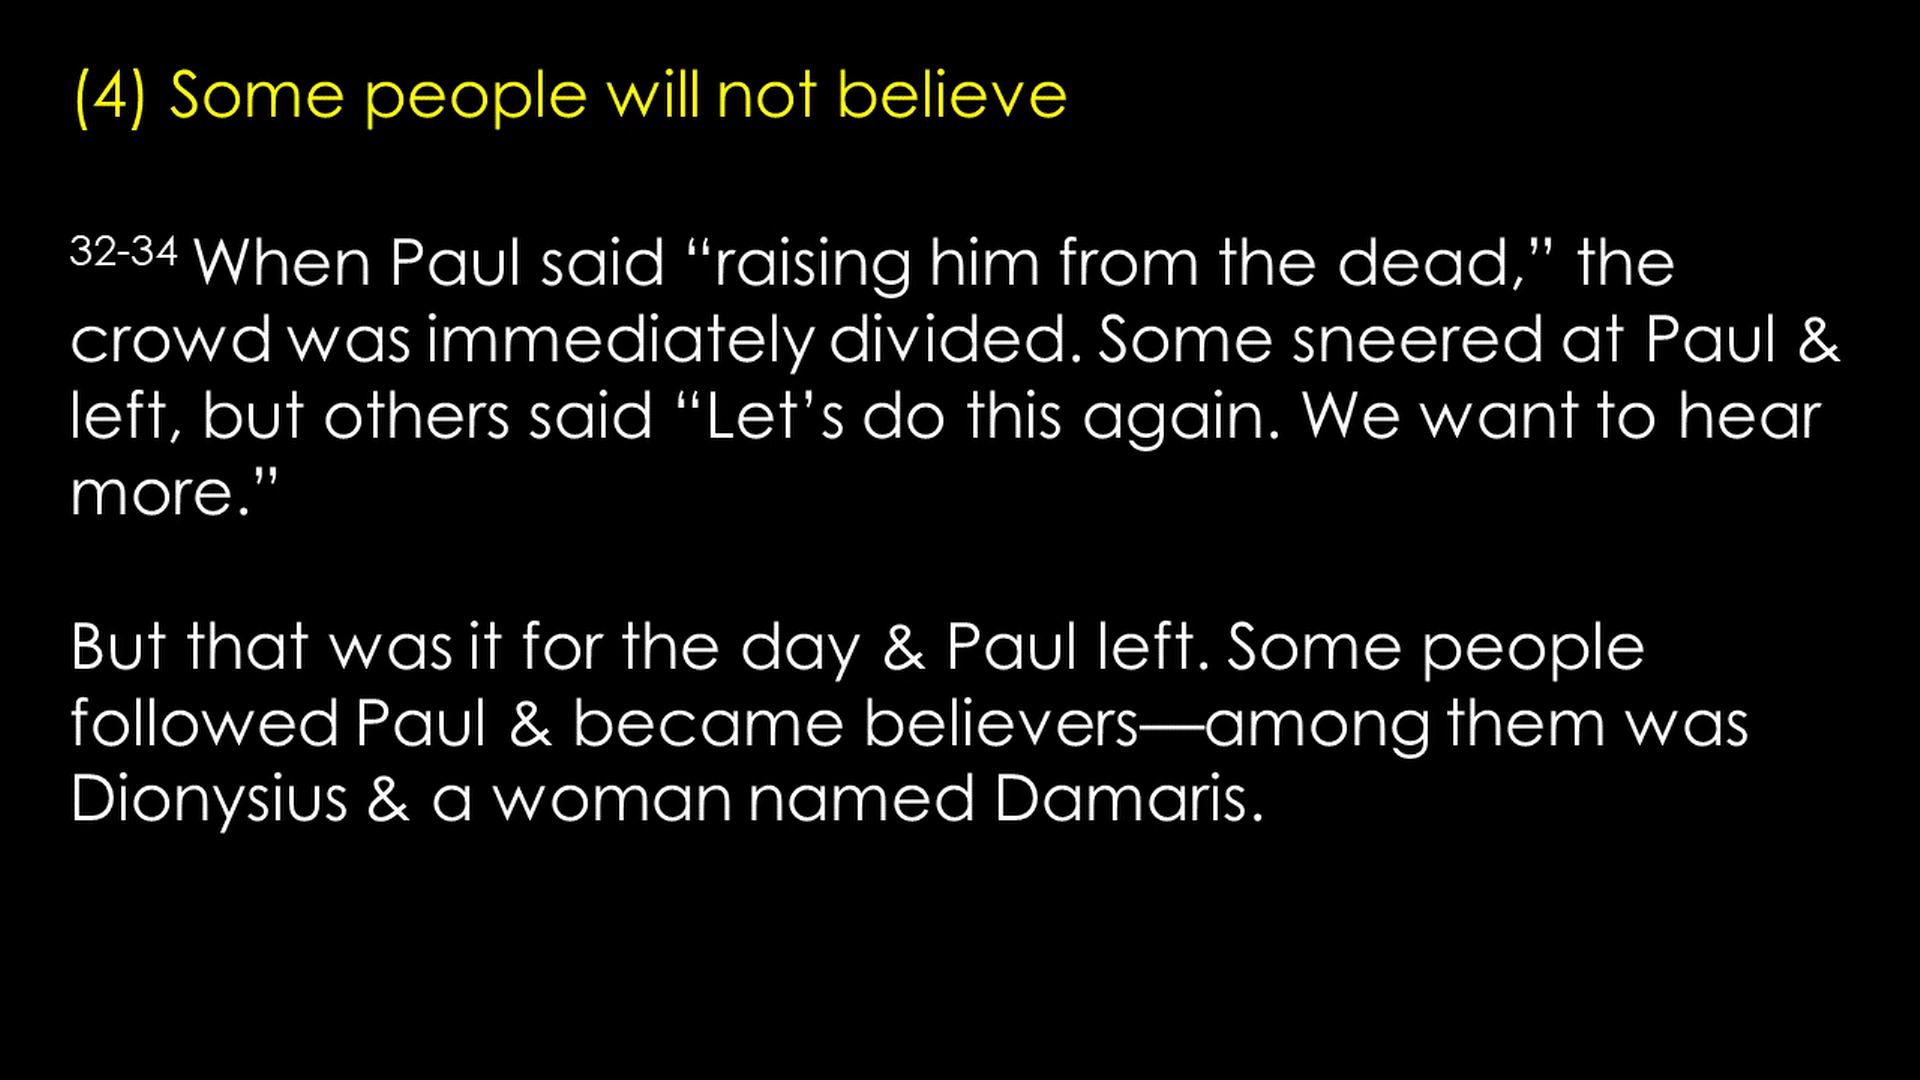 (4) Some people will not believe
32-34 When Paul said “raising him from the dead,” the
crowd was immediately divided. Some sneered at Paul &
left, but others said “Let’s do this again. We want to hear
more.”
But that was it for the day & Paul left. Some people
followed Paul & became believers—among them was
Dionysius & a woman named Damaris.